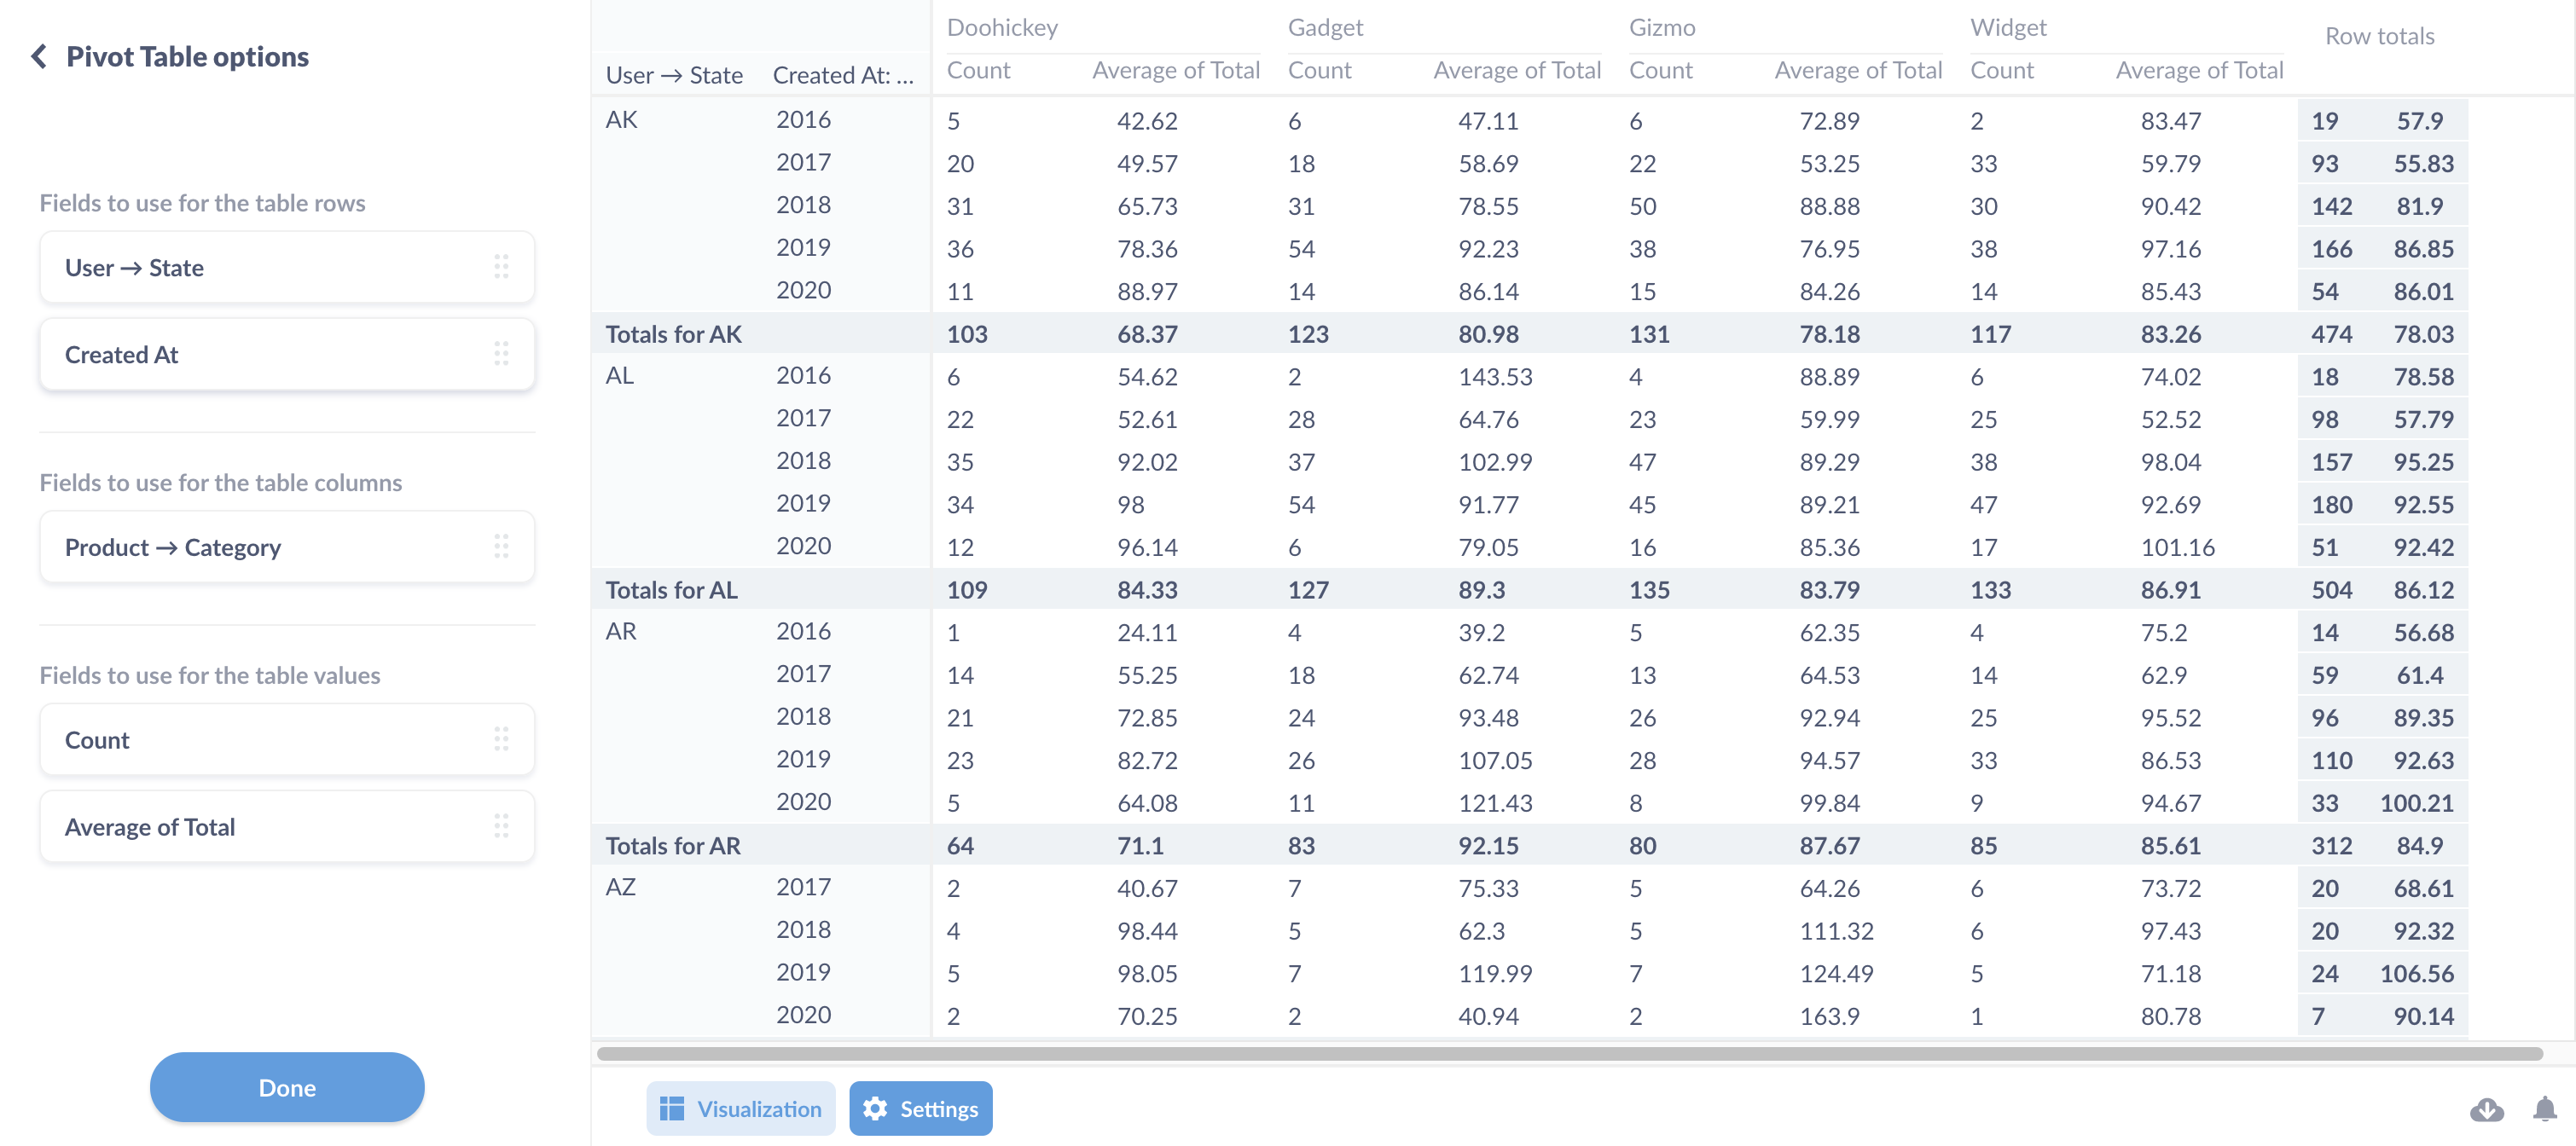 Pivot Table options
Fields to use for the table rows
User → State
Created At
Fields to use for the table columns
Product → Category
Fields to use for the table values
Count
Average of Total
Done
Doohickey Gadget Gizmo Widget Row totals
User → State Created At: ... Count Average of Total Count Average of Total Count Average of Total Count Average of Total
AK 2016 5 42.62 6 47.11 6 72.89 2 83.47 19 57.9
2017 20 49.57 18 58.69 22 53.25 33 59.79 93 55.83
2018 31 65.73 31 78.55 50 88.88 30 90.42 142 81.9
2019 36 78.36 54 92.23 38 76.95 38 97.16 166 86.85
2020 11 88.97 14 86.14 15 84.26 14 85.43 54 86.01
Totals for AK 103 68.37 123 80.98 131 78.18 117 83.26 474 78.03
AL 2016 6 54.62 2 143.53 4 88.89 6 74.02 18 78.58
2017 22 52.61 28 64.76 23 59.99 25 52.52 98 57.79
2018 35 92.02 37 102.99 47 89.29 38 98.04 157 95.25
2019 34 98 54 91.77 45 89.21 47 92.69 180 92.55
2020 12 96.14 6 79.05 16 85.36 17 101.16 51 92.42
Totals for AL 109 84.33 127 89.3 135 83.79 133 86.91 504 86.12
AR 2016 1 24.11 4 39.2 5 62.35 4 75.2 14 56.68
2017 14 55.25 18 62.74 13 64.53 14 62.9 59 61.4
2018 21 72.85 24 93.48 26 92.94 25 95.52 96 89.35
2019 23 82.72 26 107.05 28 94.57 33 86.53 110 92.63
2020 5 64.08 11 121.43 8 99.84 9 94.67 33 100.21
Totals for AR 64 71.1 83 92.15 80 87.67 85 85.61 312 84.9
AZ 2017 2 40.67 7 75.33 5 64.26 6 73.72 20 68.61
2018 4 98.44 5 62.3 5 111.32 6 97.43 20 92.32
2019 5 98.05 7 119.99 7 124.49 5 71.18 24 106.56
2020 2 70.25 2 40.94 2 163.9 1 80.78 7 90.14
Visualization Settings